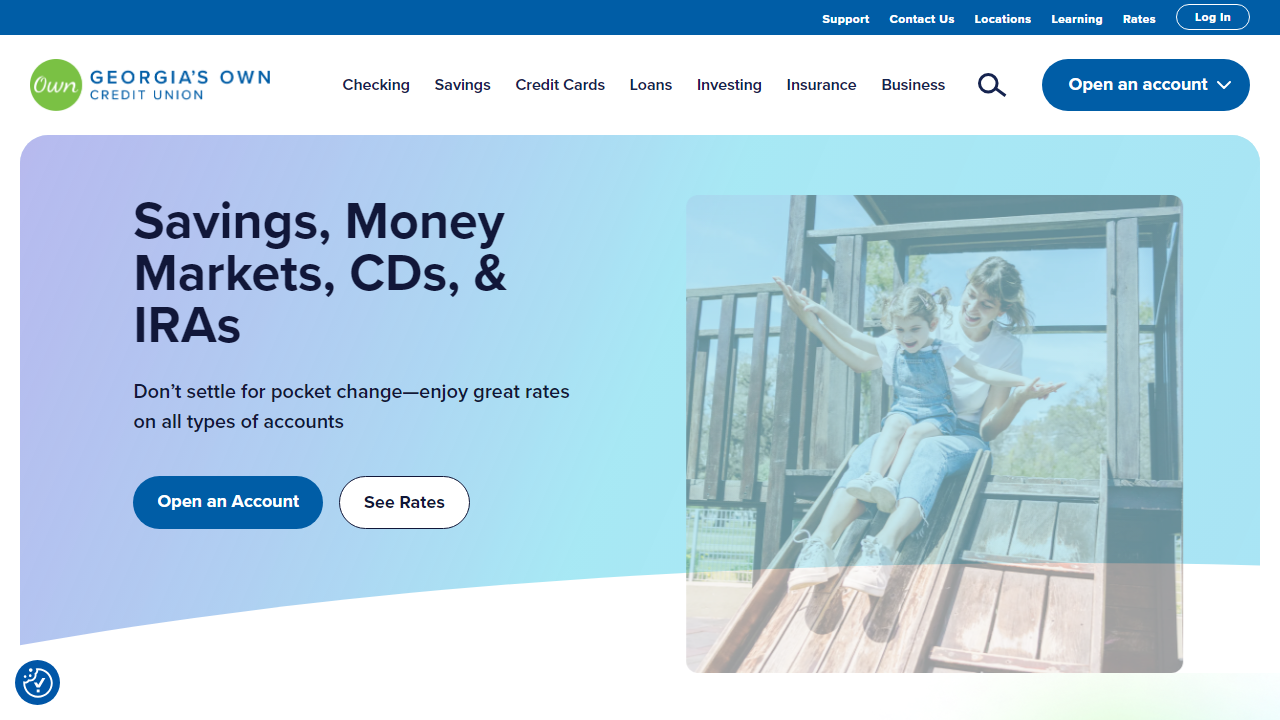 Support Contact Us Locations Learning Rates Log In
Own GEORGIA'S OWN
CREDIT UNION
Checking Savings Credit Cards Loans Investing Insurance Business Open an account
Savings, Money
Markets, CDs, &
IRAs
Don’t settle for pocket change—enjoy great rates
on all types of accounts
Open an Account See Rates